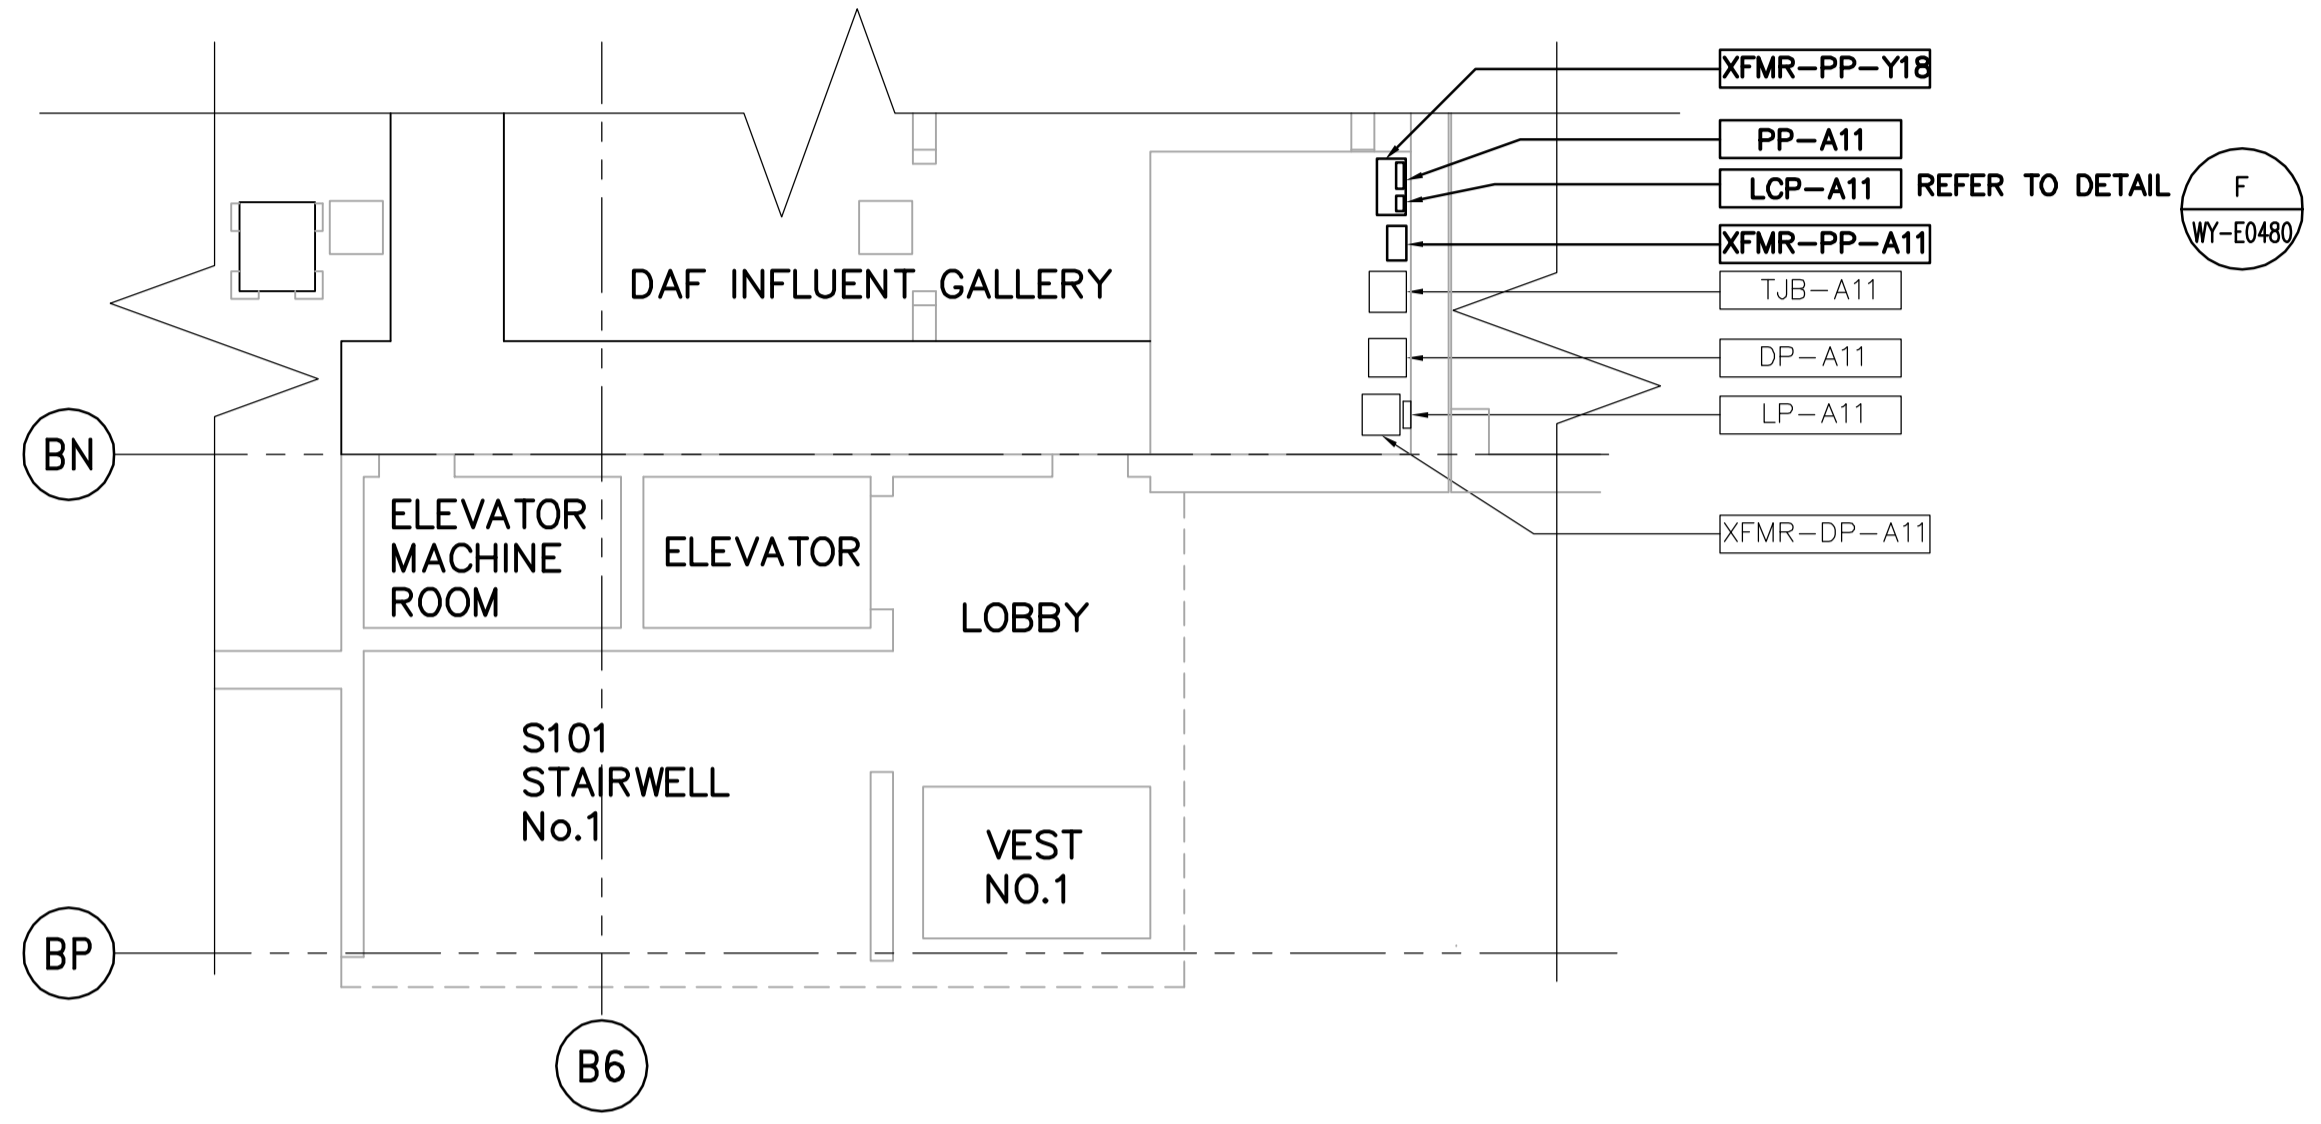 XFMR-PP-Y18
PP-A11
LCP-A11 REFER TO DETAIL
F
WY-E0480
XFMR-PP-A11
TJB-A11
DP-A11
LP-A11
XFMR-DP-A11
DAF INFLUENT GALLERY
BN
ELEVATOR
MACHINE
ROOM
ELEVATOR
LOBBY
S101
STAIRWELL
No.1
VEST
NO.1
BP
B6